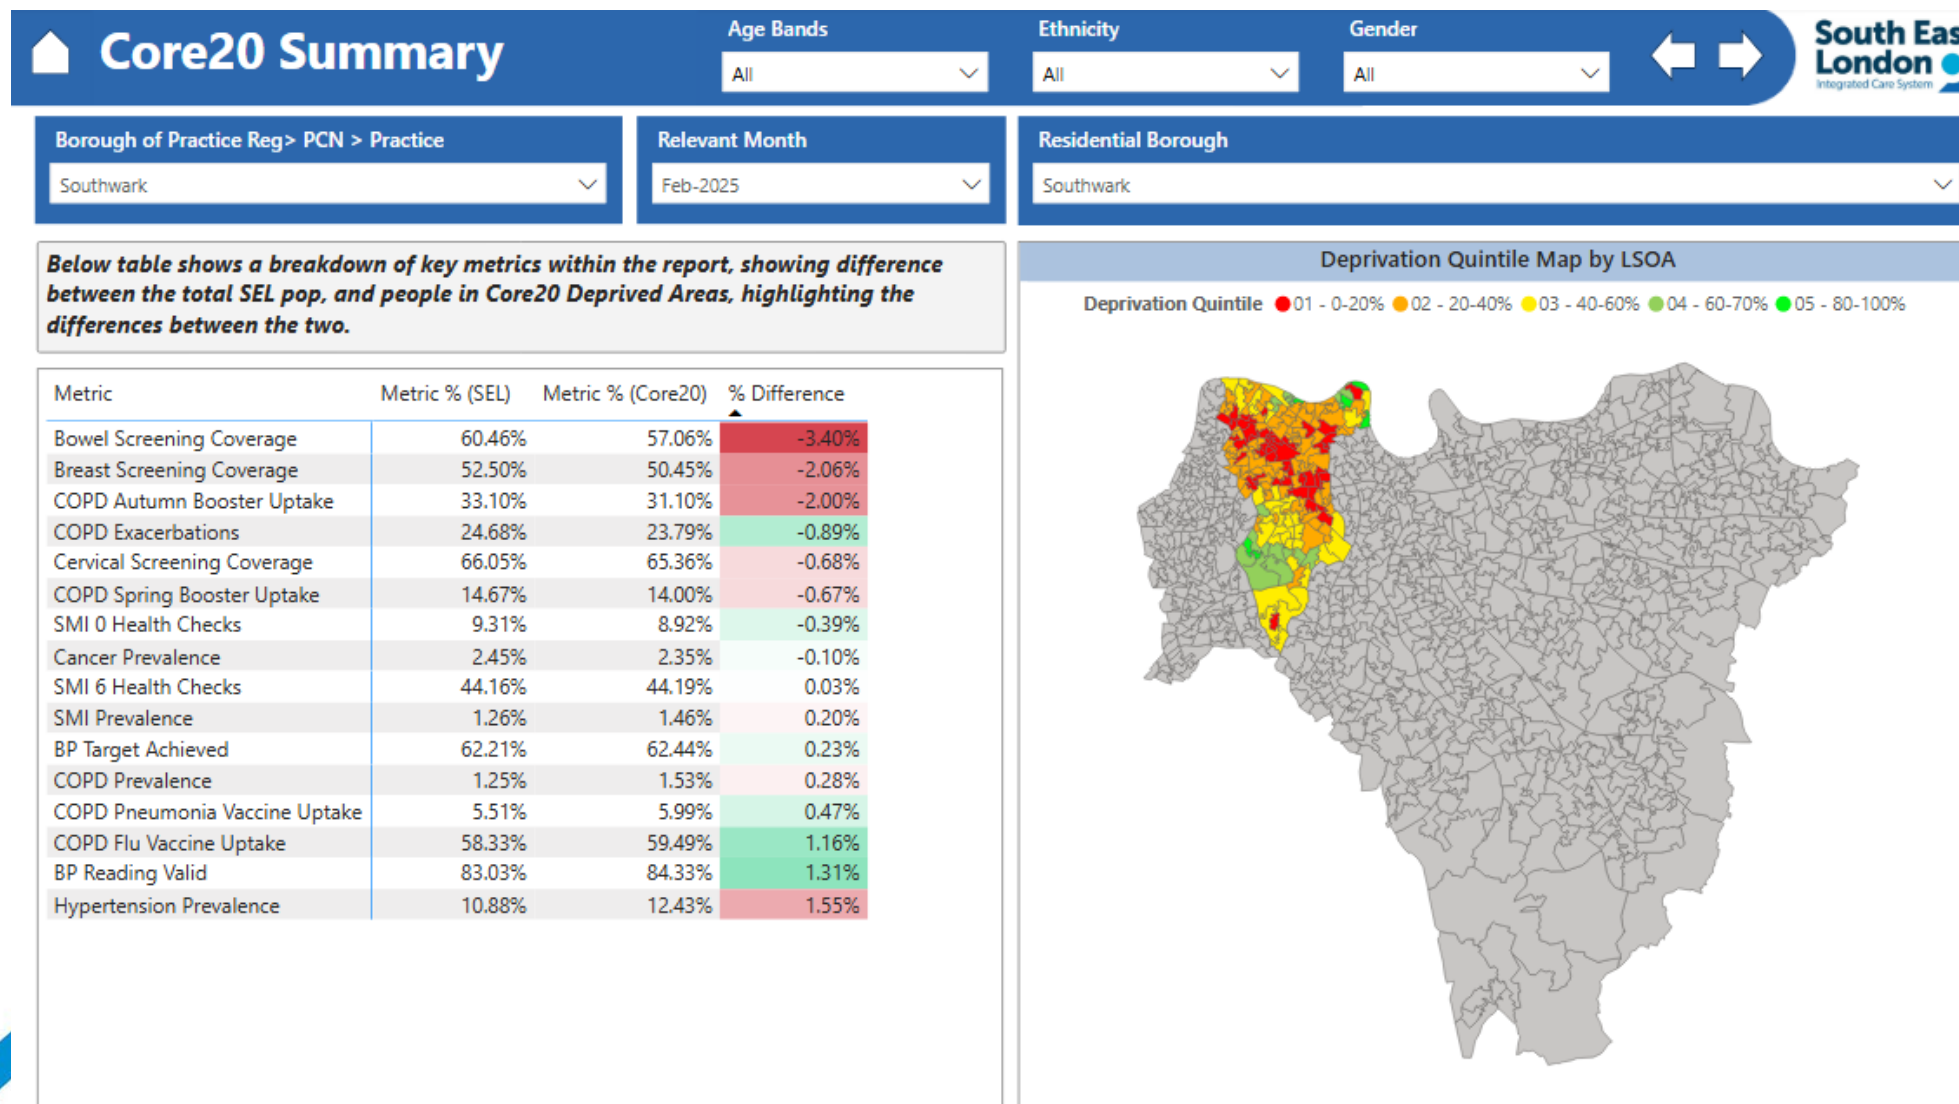 Core20 Summary
Age Bands
All
Ethnicity
All
Gender
All
South Eas
London
Integrated Care System
Borough of Practice Reg> PCN > Practice
Southwark
Relevant Month
Feb-2025
Residential Borough
Southwark
Below table shows a breakdown of key metrics within the report, showing difference
between the total SEL pop, and people in Core20 Deprived Areas, highlighting the
differences between the two.
Metric Metric % (SEL) Metric % (Core20) % Difference
Bowel Screening Coverage 60.46% 57.06% -3.40%
Breast Screening Coverage 52.50% 50.45% -2.06%
COPD Autumn Booster Uptake 33.10% 31.10% -2.00%
COPD Exacerbations 24.68% 23.79% -0.89%
Cervical Screening Coverage 66.05% 65.36% -0.68%
COPD Spring Booster Uptake 14.67% 14.00% -0.67%
SMI 0 Health Checks 9.31% 8.92% -0.39%
Cancer Prevalence 2.45% 2.35% -0.10%
SMI 6 Health Checks 44.16% 44.19% 0.03%
SMI Prevalence 1.26% 1.46% 0.20%
BP Target Achieved 62.21% 62.44% 0.23%
COPD Prevalence 1.25% 1.53% 0.28%
COPD Pneumonia Vaccine Uptake 5.51% 5.99% 0.47%
COPD Flu Vaccine Uptake 58.33% 59.49% 1.16%
BP Reading Valid 83.03% 84.33% 1.31%
Hypertension Prevalence 10.88% 12.43% 1.55%
Deprivation Quintile Map by LSOA
Deprivation Quintile 01 - 0-20% 02 - 20-40% 03 - 40-60% 04 - 60-70% 05 - 80-100%